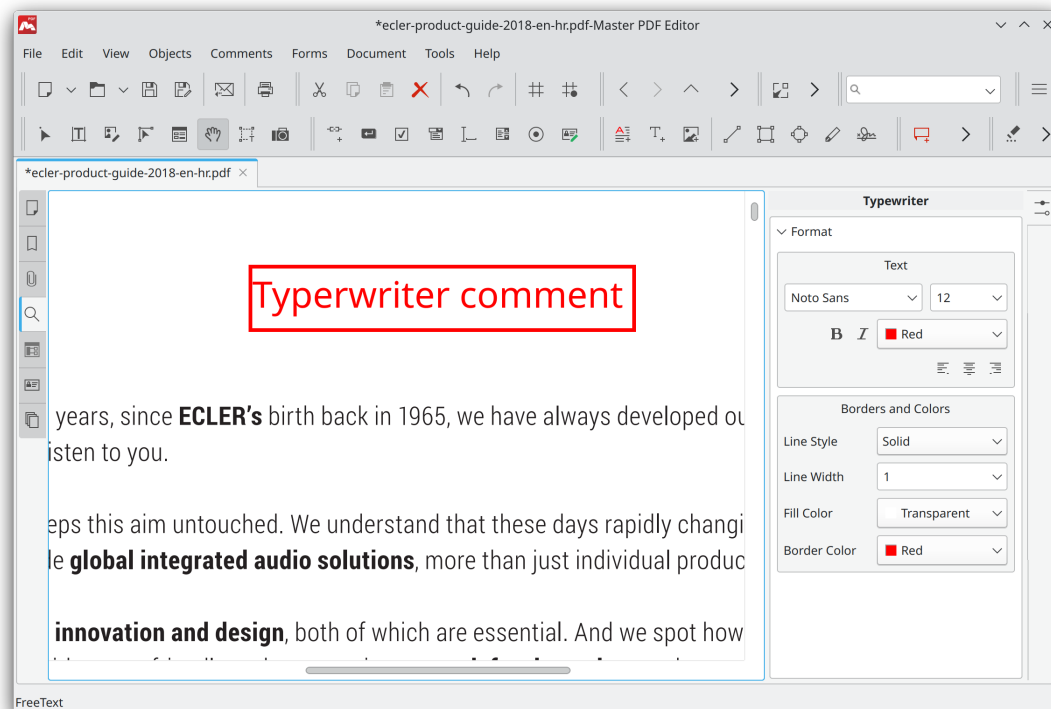 *ecler-product-guide-2018-en-hr.pdf-Master PDF Editor
File Edit View Objects Comments Forms Document Tools Help
*ecler-product-guide-2018-en-hr.pdf
Typewriter
Format
Text
Noto Sans 12
B I Red
Borders and Colors
Line Style Solid
Line Width 1
Fill Color Transparent
Border Color Red
Typerwriter comment
years, since ECLER's birth back in 1965, we have always developed ou
isten to you.
eps this aim untouched. We understand that these days rapidly changi
le global integrated audio solutions, more than just individual produc
innovation and design, both of which are essential. And we spot how
FreeText